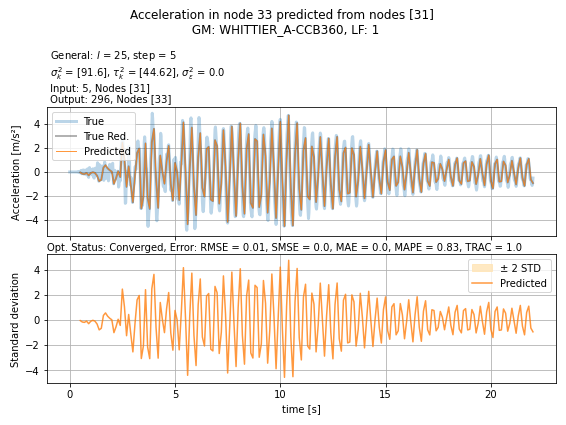 Acceleration in node 33 predicted from nodes [31]
GM: WHITTIER_A-CCB360, LF: 1
General: l = 25, step = 5
σ²ₖ = [91.6], τ²ₖ = [44.62], σ²ε = 0.0
Input: 5, Nodes [31]
Output: 296, Nodes [33]
True
True Red.
Predicted
Acceleration [m/s²]
4
2
0
−2
−4
Opt. Status: Converged, Error: RMSE = 0.01, SMSE = 0.0, MAE = 0.0, MAPE = 0.83, TRAC = 1.0
± 2 STD
Predicted
Standard deviation
4
2
0
−2
−4
0 5 10 15 20
time [s]